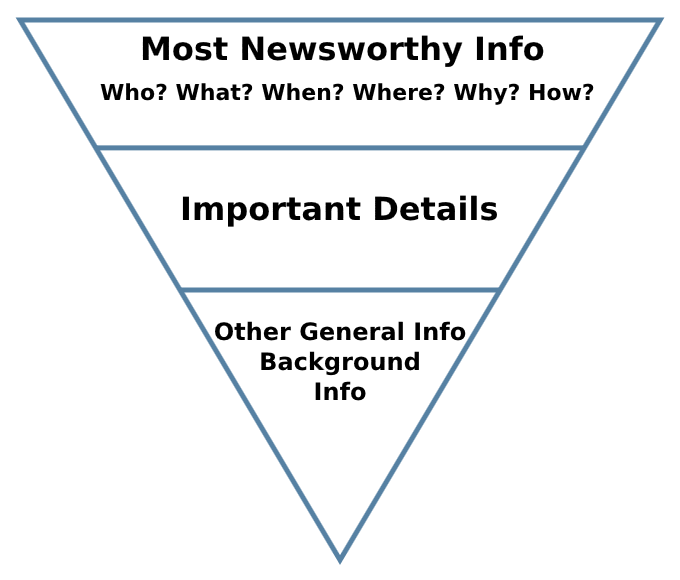 Most Newsworthy Info
Who? What? When? Where? Why? How?
Important Details
Other General Info
Background
Info